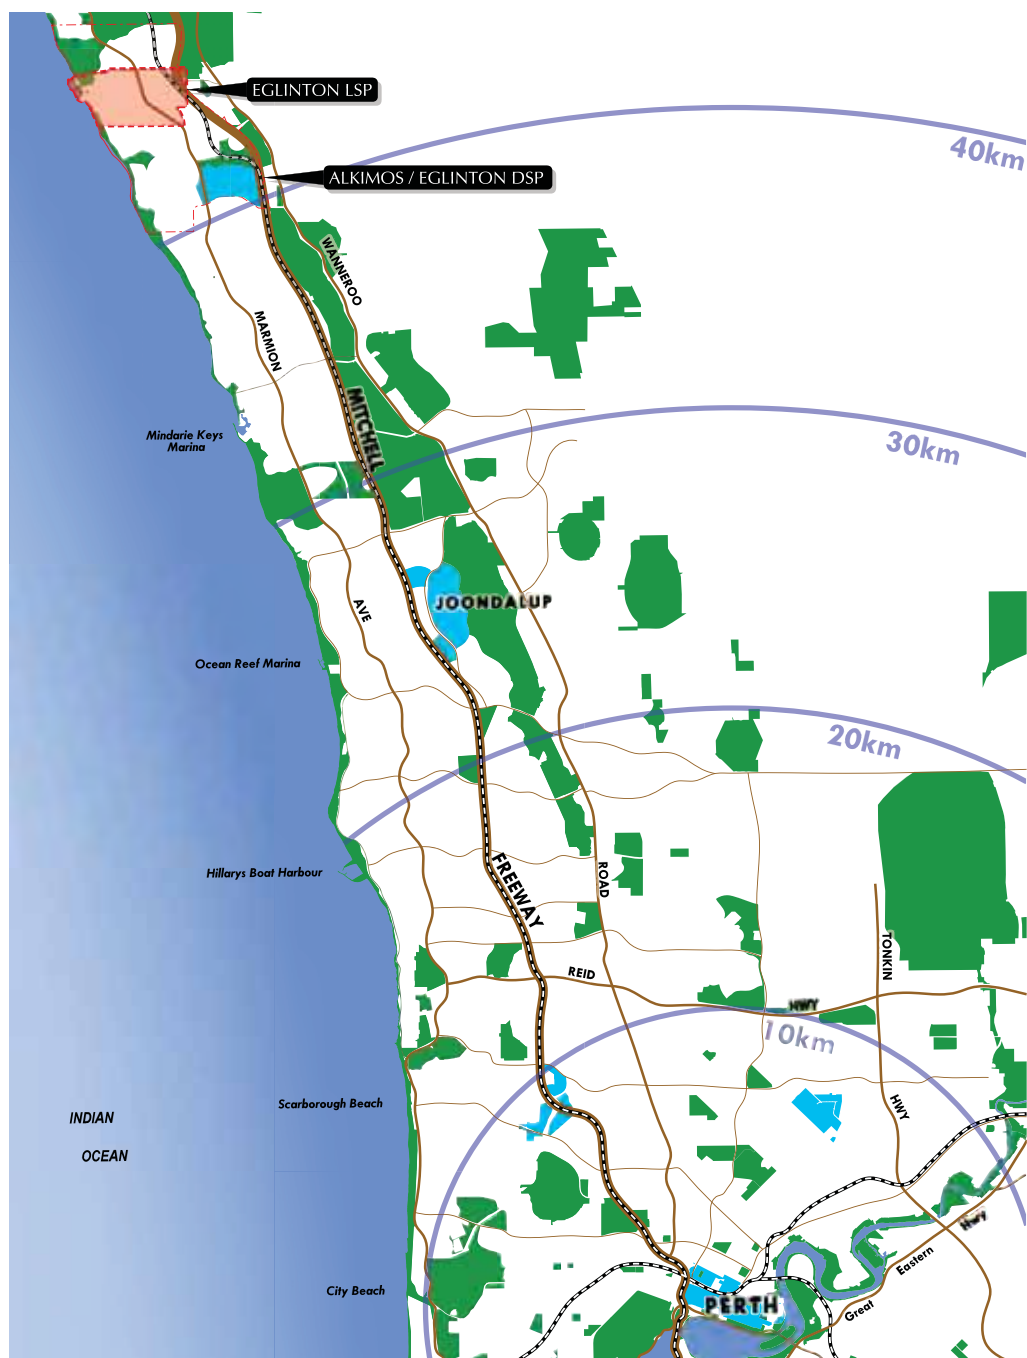 EGLINTON LSP
40km
ALKIMOS / EGLINTON DSP
WANNEROO
MARMION
MITCHELL
Mindarie Keys
Marina
30km
JOONDALUP
AVE
Ocean Reef Marina
20km
FREEWAY
ROAD
Hillarys Boat Harbour
TONKIN
REID
HWY
10km
HWY
Scarborough Beach
INDIAN
OCEAN
Hwy
Eastern
City Beach
PERTH
Great